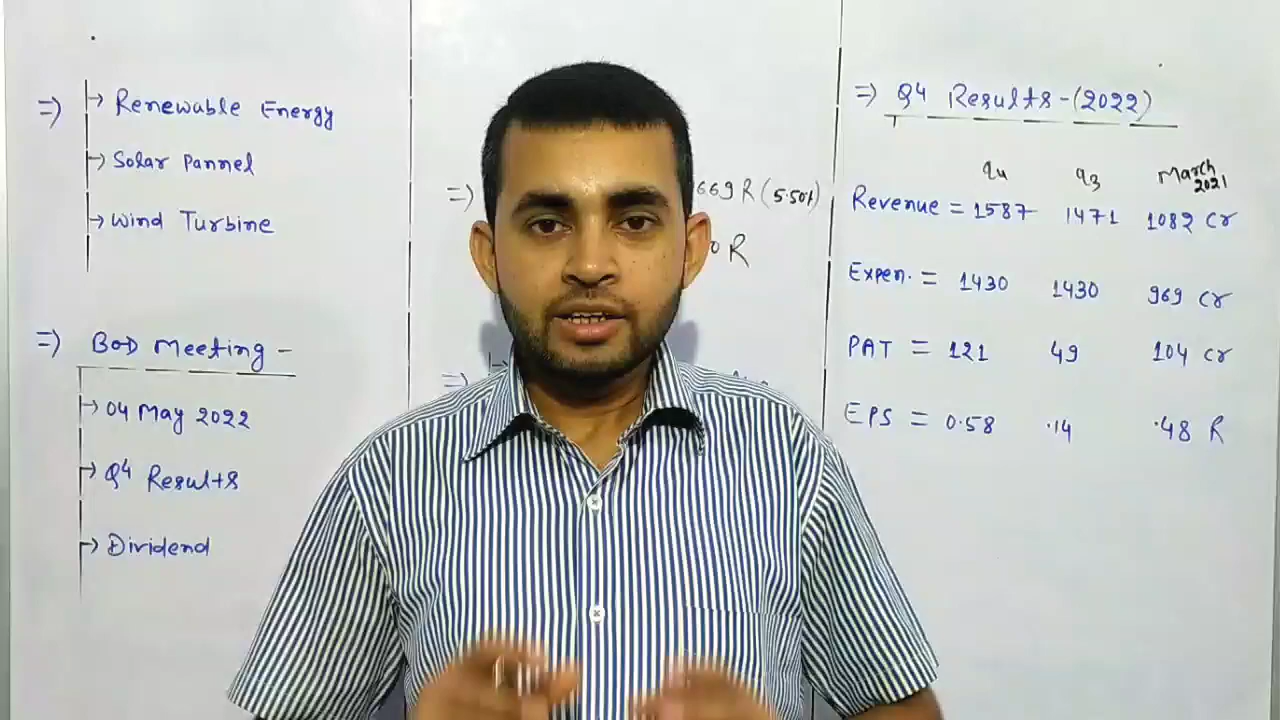 => → Renewable Energy
→ Solar Pannel
→ Wind Turbine
=> BOD Meeting -
→ 04 May 2022
→ Q4 Results
→ Dividend
=> 669 R (5.50%)
0 R
=>
=> Q4 Results - (2022)
Q4 Q3 March 2021
Revenue = 1587 1471 1082 Cr
Expen. = 1430 1430 969 Cr
PAT = 121 49 104 Cr
EPS = 0.58 .14 .48 R